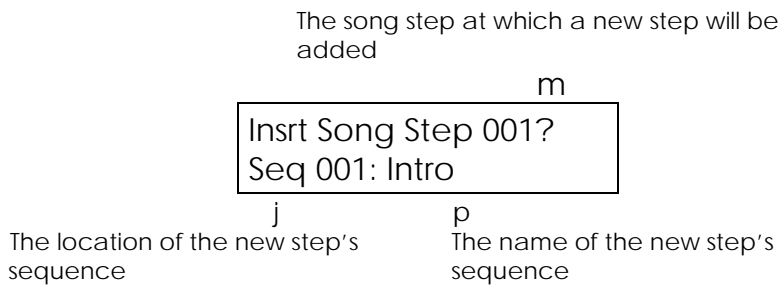 The song step at which a new step will be
added
m
Insrt Song Step 001?
Seq 001: Intro
j
p
The location of the new step's
sequence
The name of the new step's
sequence